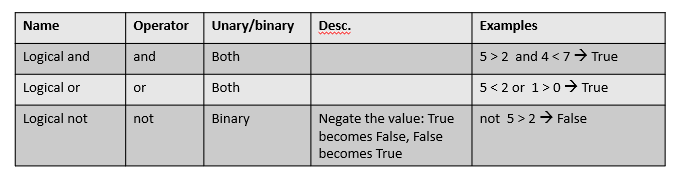 Name Operator Unary/binary Desc. Examples
Logical and and Both 5 > 2 and 4 < 7 → True
Logical or or Both 5 < 2 or 1 > 0 → True
Logical not not Binary Negate the value: True not 5 > 2 → False
becomes False, False
becomes True